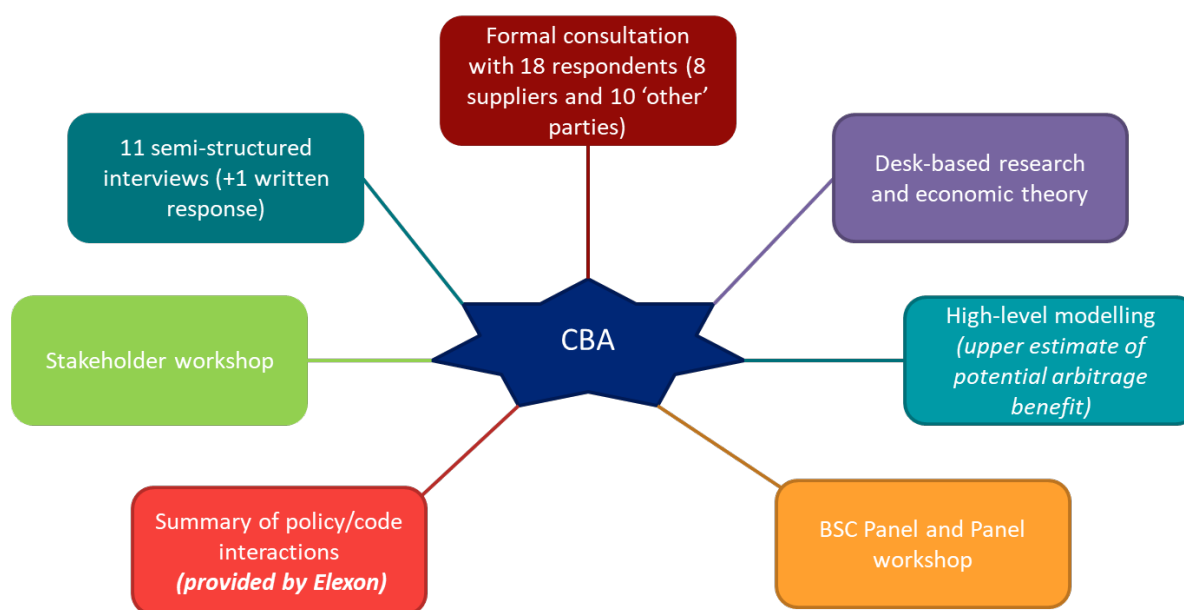 Formal consultation
with 18 respondents (8
suppliers and 10 ‘other’
parties)
11 semi-structured
interviews (+1 written
response)
Desk-based research
and economic theory
CBA
Stakeholder workshop
High-level modelling
(upper estimate of
potential arbitrage
benefit)
Summary of policy/code
interactions
(provided by Elexon)
BSC Panel and Panel
workshop